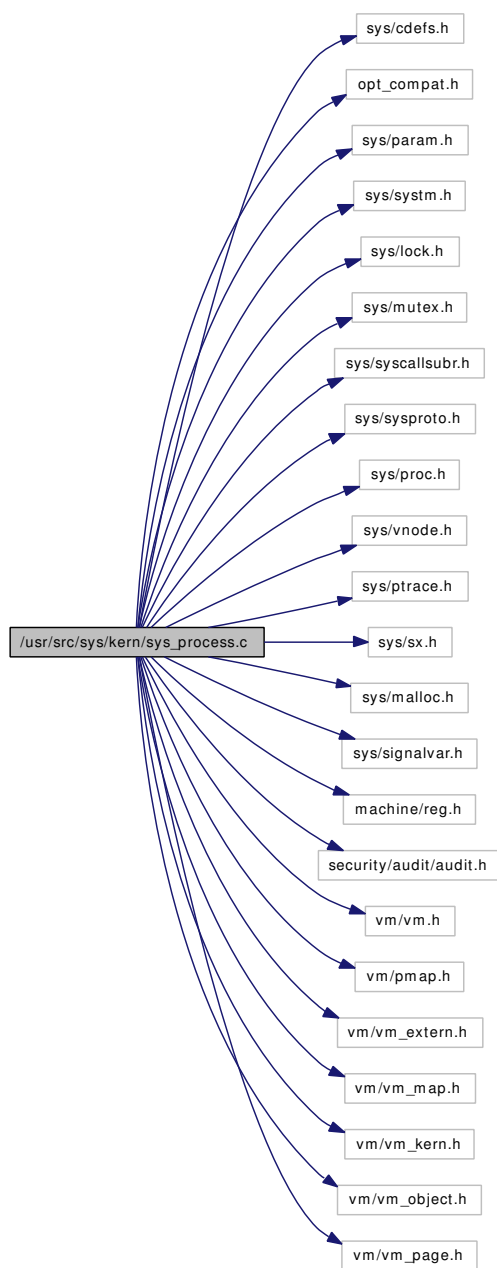 sys/cdefs.h
opt_compat.h
sys/param.h
sys/systm.h
sys/lock.h
sys/mutex.h
sys/syscallsubr.h
sys/sysproto.h
sys/proc.h
sys/vnode.h
sys/ptrace.h
/usr/src/sys/kern/sys_process.c
sys/sx.h
sys/malloc.h
sys/signalvar.h
machine/reg.h
security/audit/audit.h
vm/vm.h
vm/pmap.h
vm/vm_extern.h
vm/vm_map.h
vm/vm_kern.h
vm/vm_object.h
vm/vm_page.h